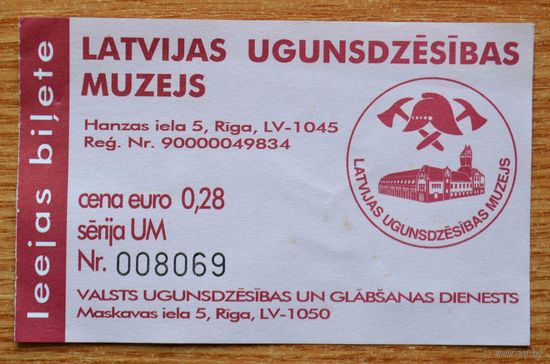 leejas biļete
LATVIJAS UGUNSDZĒSĪBAS
MUZEJS
Hanzas iela 5, Rīga, LV-1045
Reģ. Nr. 90000049834
cena euro 0,28
sērija UM
Nr. 008069
LATVIJAS UGUNSDZĒSĪBAS MUZEJS
VALSTS UGUNSDZĒSĪBAS UN GLĀBŠANAS DIENESTS
Maskavas iela 5, Rīga, LV-1050